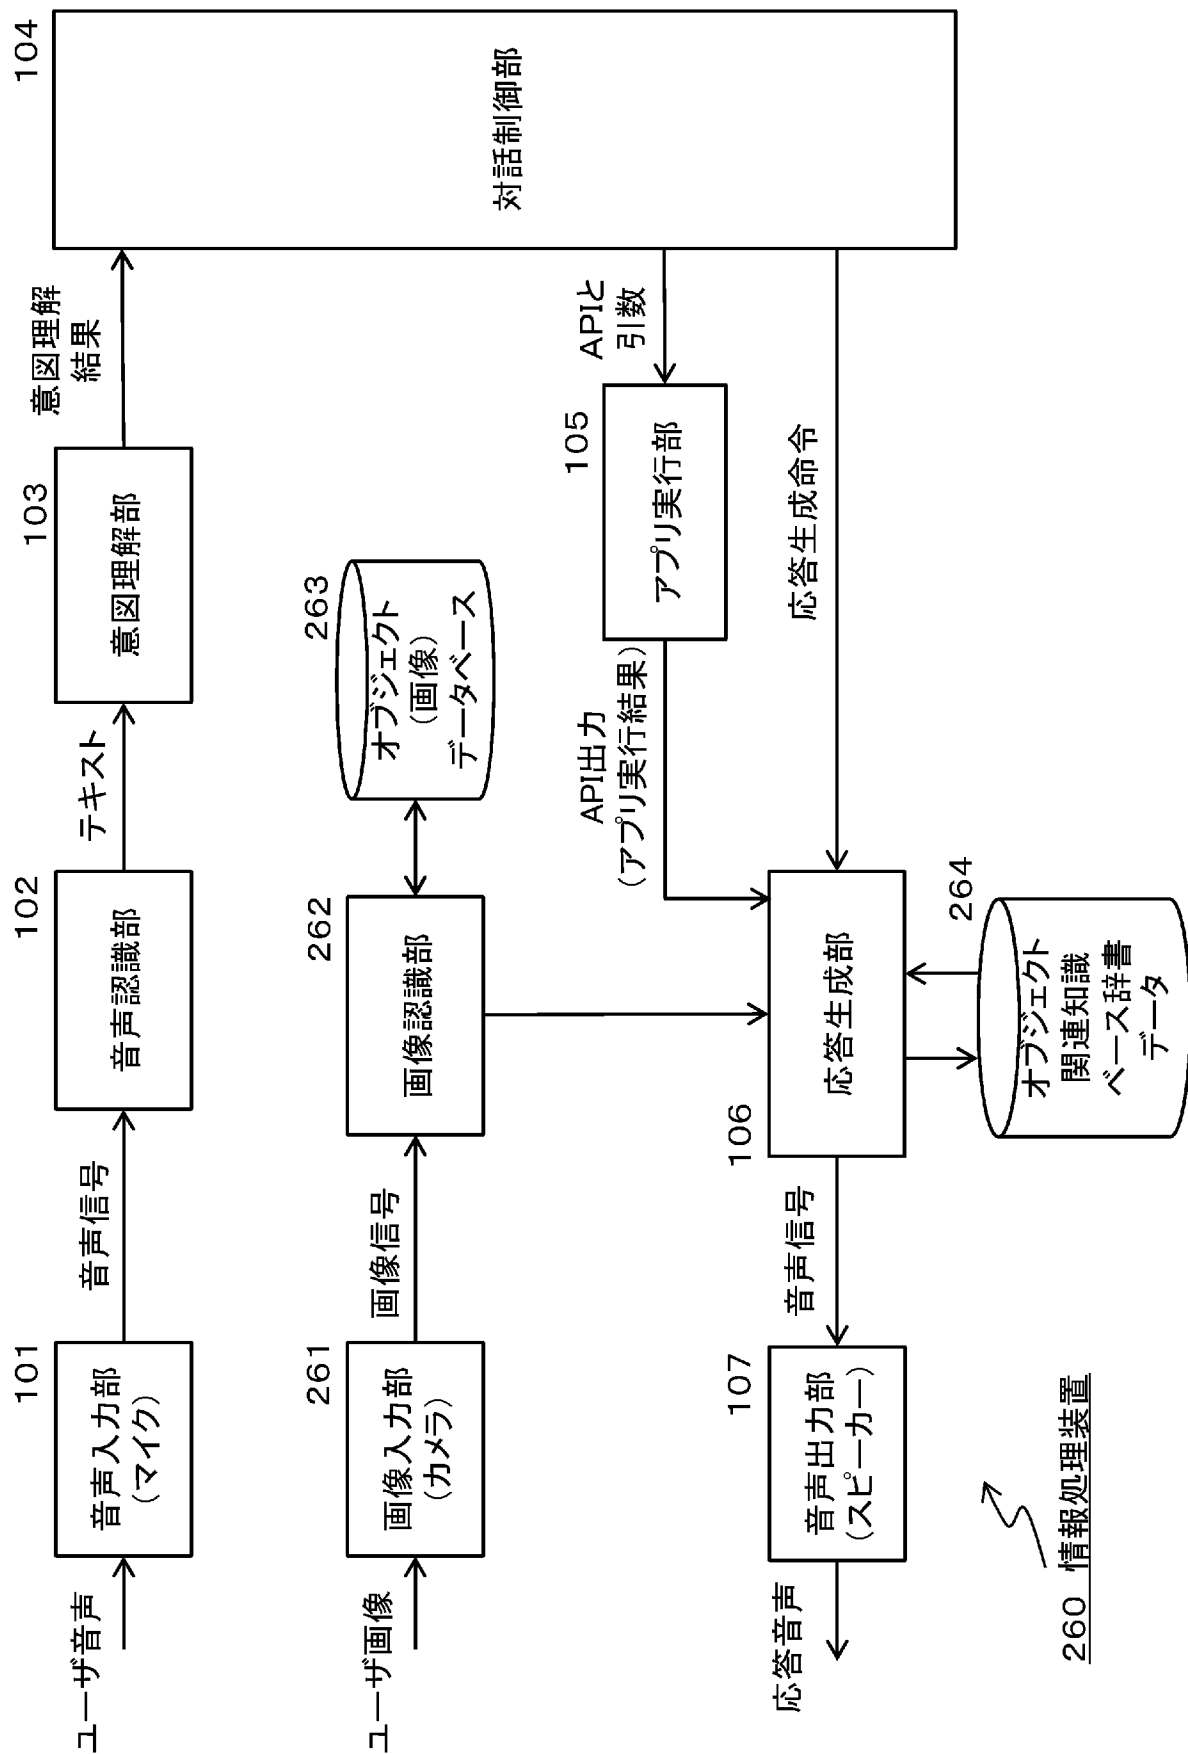 ユーザ音声
101
音声入力部
(マイク)
音声信号
102
音声認識部
テキスト
103
意図理解部
意図理解
結果
104
対話制御部
ユーザ画像
261
画像入力部
(カメラ)
画像信号
262
画像認識部
263
オブジェクト
(画像)
データベース
APIと
引数
105
アプリ実行部
API出力
(アプリ実行結果)
応答生成命令
106
応答生成部
264
オブジェクト
関連知識
ベース辞書
データ
音声信号
107
音声出力部
(スピーカー)
応答音声
260 情報処理装置